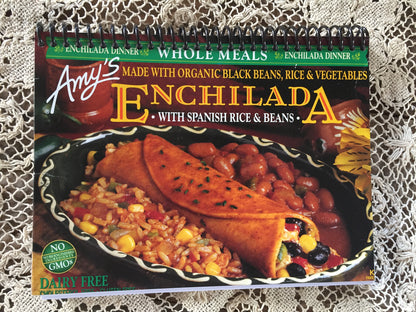 ENCHILADA DINNER WHOLE MEALS ENCHILADA DINNER
Amy's
MADE WITH ORGANIC BLACK BEANS, RICE & VEGETABLES
ENCHILADA
• WITH SPANISH RICE & BEANS •
NO
GMOs
DAIRY FREE
K